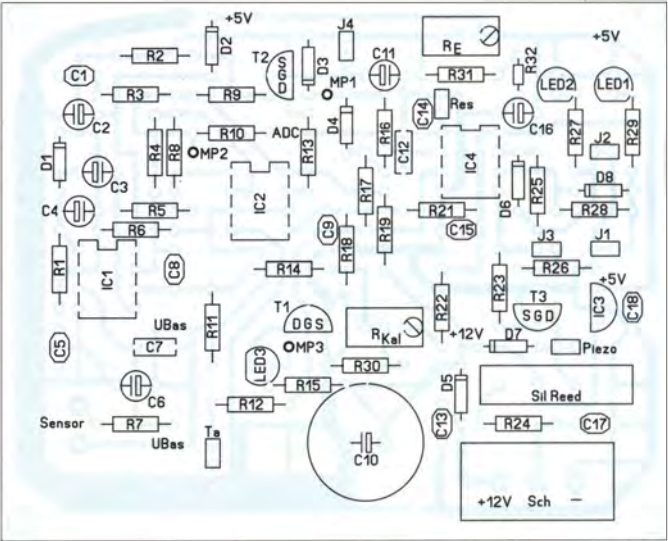 +5V
J4
R2
D2
T2
SGD
D3
C11
RE
R32
+5V
C1
MP1
R31
LED2
LED1
R3
R9
C14
Res
C2
R10
ADC
D4
R16
C16
R27
R29
R4
R8
MP2
R13
C12
IC4
J2
D1
C3
IC2
R17
D6
R25
D8
C4
R5
R21
R28
R6
C9
R18
R19
C15
R1
IC1
C8
R14
J3
J1
R26
R23
+5V
T1
R22
T3
IC3
C18
UBas
R11
DGS
RKal
+12V
SGD
C5
C7
MP3
D7
Piezo
LED3
R30
C6
R15
D5
Sil Reed
R12
Sensor
R7
UBas
Ta
C10
C13
R24
C17
+12V Sch –